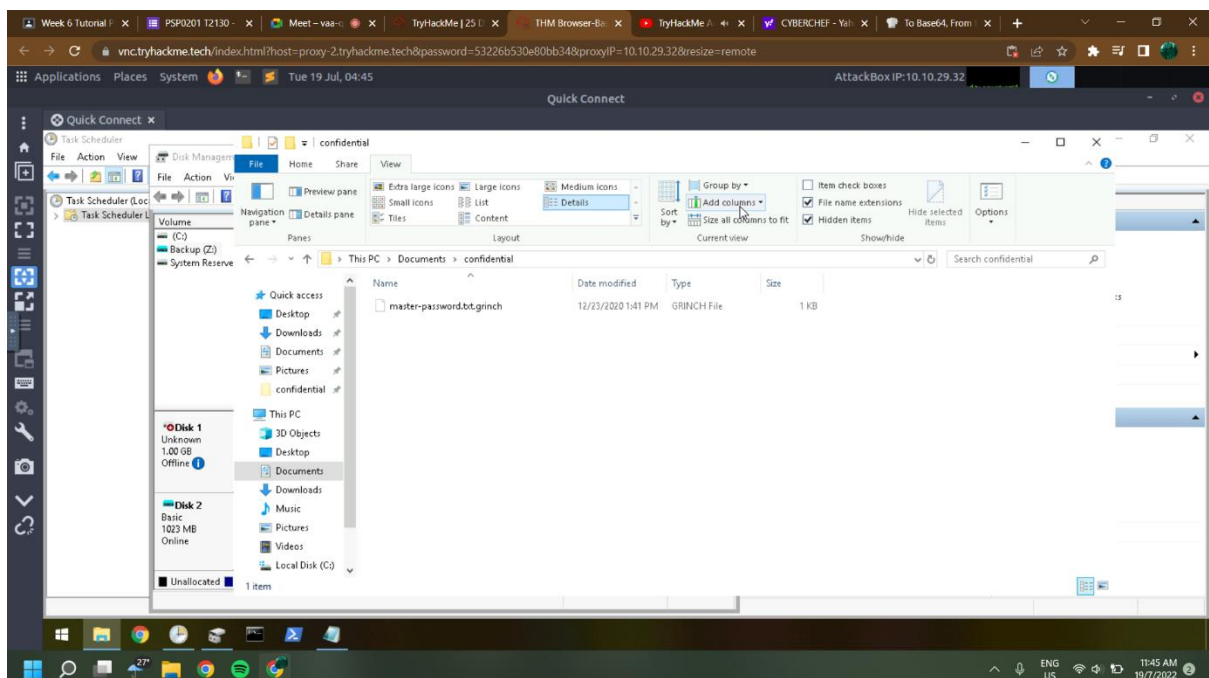 Week 6 Tutorial P
PSP0201 T2130 -
Meet – vaa-
TryHackMe | 25 D
THM Browser-Ba
TryHackMe A
CYBERCHEF - Yah
To Base64, From
vnc.tryhackme.tech/index.html?host=proxy-2.tryhackme.tech&password=53226b530e80bb34&proxyIP=10.10.29.32&resize=remote
Applications Places System Tue 19 Jul, 04:45 AttackBox IP:10.10.29.32
Quick Connect
Quick Connect
Task Scheduler
File Action View
Task Scheduler (Loc
Task Scheduler L
Disk Managem
File Action Vi
Volume
(C:)
Backup (Z:)
System Reserve
*Disk 1
Unknown
1.00 GB
Offline
Disk 2
Basic
1023 MB
Online
Unallocated
confidential
File Home Share View
Navigation pane
Preview pane
Details pane
Panes
Extra large icons Large icons Medium icons
Small icons List Details
Tiles Content
Layout
Sort by
Group by
Add columns
Size all columns to fit
Current view
Item check boxes
File name extensions
Hidden items
Hide selected items
Show/hide
Options
This PC > Documents > confidential
Search confidential
Name Date modified Type Size
master-password.txt.grinch 12/23/2020 1:41 PM GRINCH File 1 KB
Quick access
Desktop
Downloads
Documents
Pictures
confidential
This PC
3D Objects
Desktop
Documents
Downloads
Music
Pictures
Videos
Local Disk (C:)
1 item
27°
ENG
US
11:45 AM
19/7/2022
2